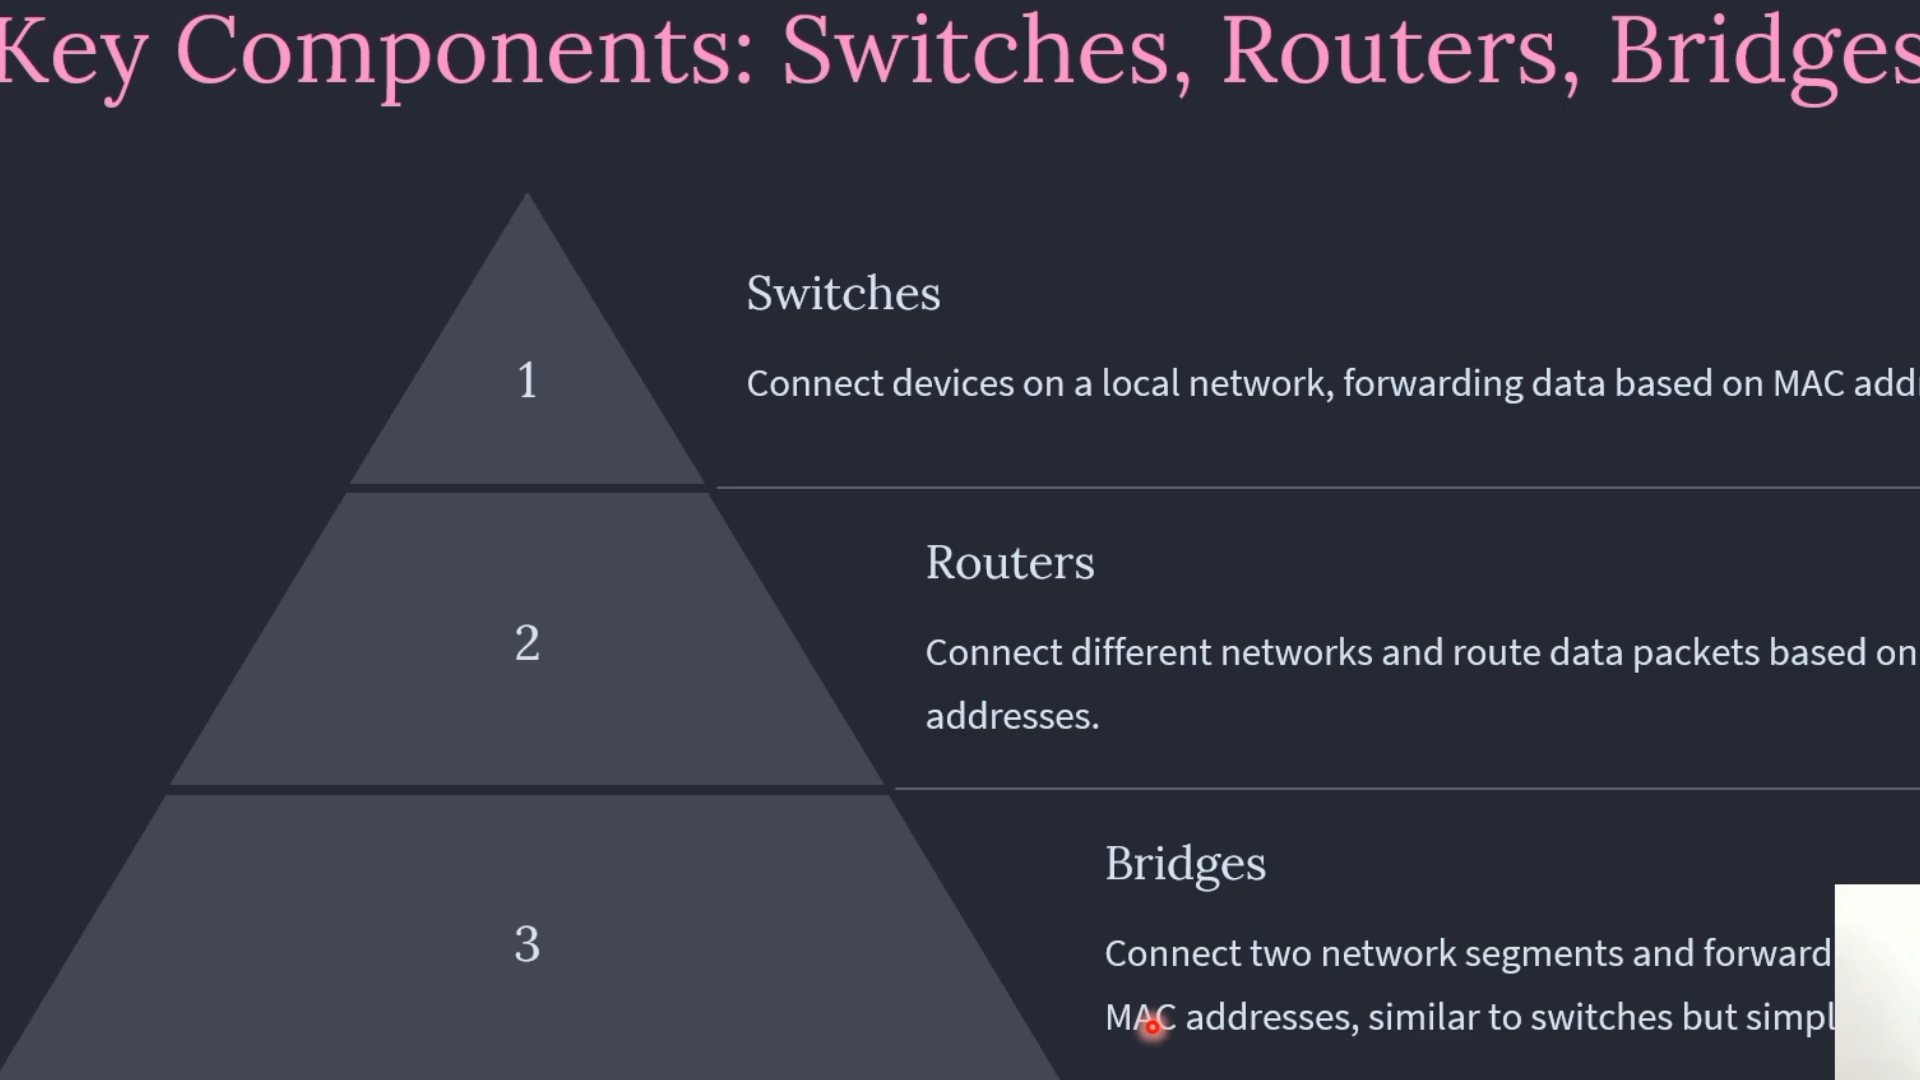 Key Components: Switches, Routers, Bridges
Switches
1
Connect devices on a local network, forwarding data based on MAC
Routers
2
Connect different networks and route data packets based on
addresses.
Bridges
3
Connect two network segments and forward
MAC addresses, similar to switches but